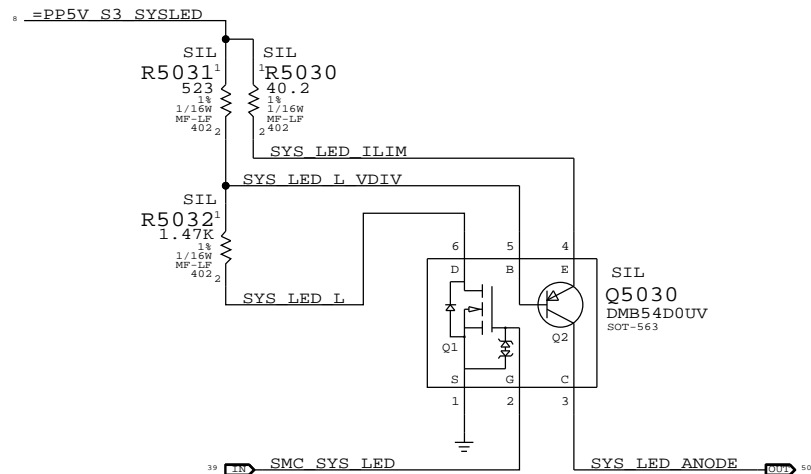 8 =PP5V_S3_SYSLED
SIL
R5031
523
1%
1/16W
MF-LF
402
1
2
SIL
R5030
40.2
1%
1/16W
MF-LF
402
1
2
SYS_LED_ILIM
SYS_LED_L_VDIV
SIL
R5032
1.47K
1%
1/16W
MF-LF
402
1
2
SYS_LED_L
6 5 4
D B E
SIL
Q5030
DMB54D0UV
SOT-563
Q1 Q2
S G C
1 2 3
39 IN SMC_SYS_LED
SYS_LED_ANODE OUT 50